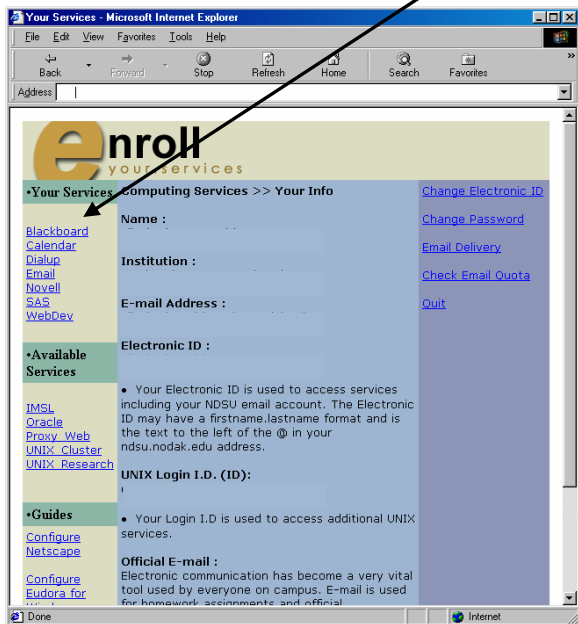 Your Services - Microsoft Internet Explorer
File Edit View Favorites Tools Help
Back Forward Stop Refresh Home Search Favorites »
Address
enroll
your services
•Your Services
Blackboard
Calendar
Dialup
Email
Novell
SAS
WebDev
•Available
Services
IMSL
Oracle
Proxy Web
UNIX Cluster
UNIX Research
•Guides
Configure
Netscape
Configure
Eudora for
Computing Services >> Your Info
Name :
Institution :
E-mail Address :
Electronic ID :
• Your Electronic ID is used to access services
including your NDSU email account. The Electronic
ID may have a firstname.lastname format and is
the text to the left of the @ in your
ndsu.nodak.edu address.
UNIX Login I.D. (ID):
• Your Login I.D is used to access additional UNIX
services.
Official E-mail :
Electronic communication has become a very vital
tool used by everyone on campus. E-mail is used
for homework assignments and official
Change Electronic ID
Change Password
Email Delivery
Check Email Quota
Quit
Done
Internet